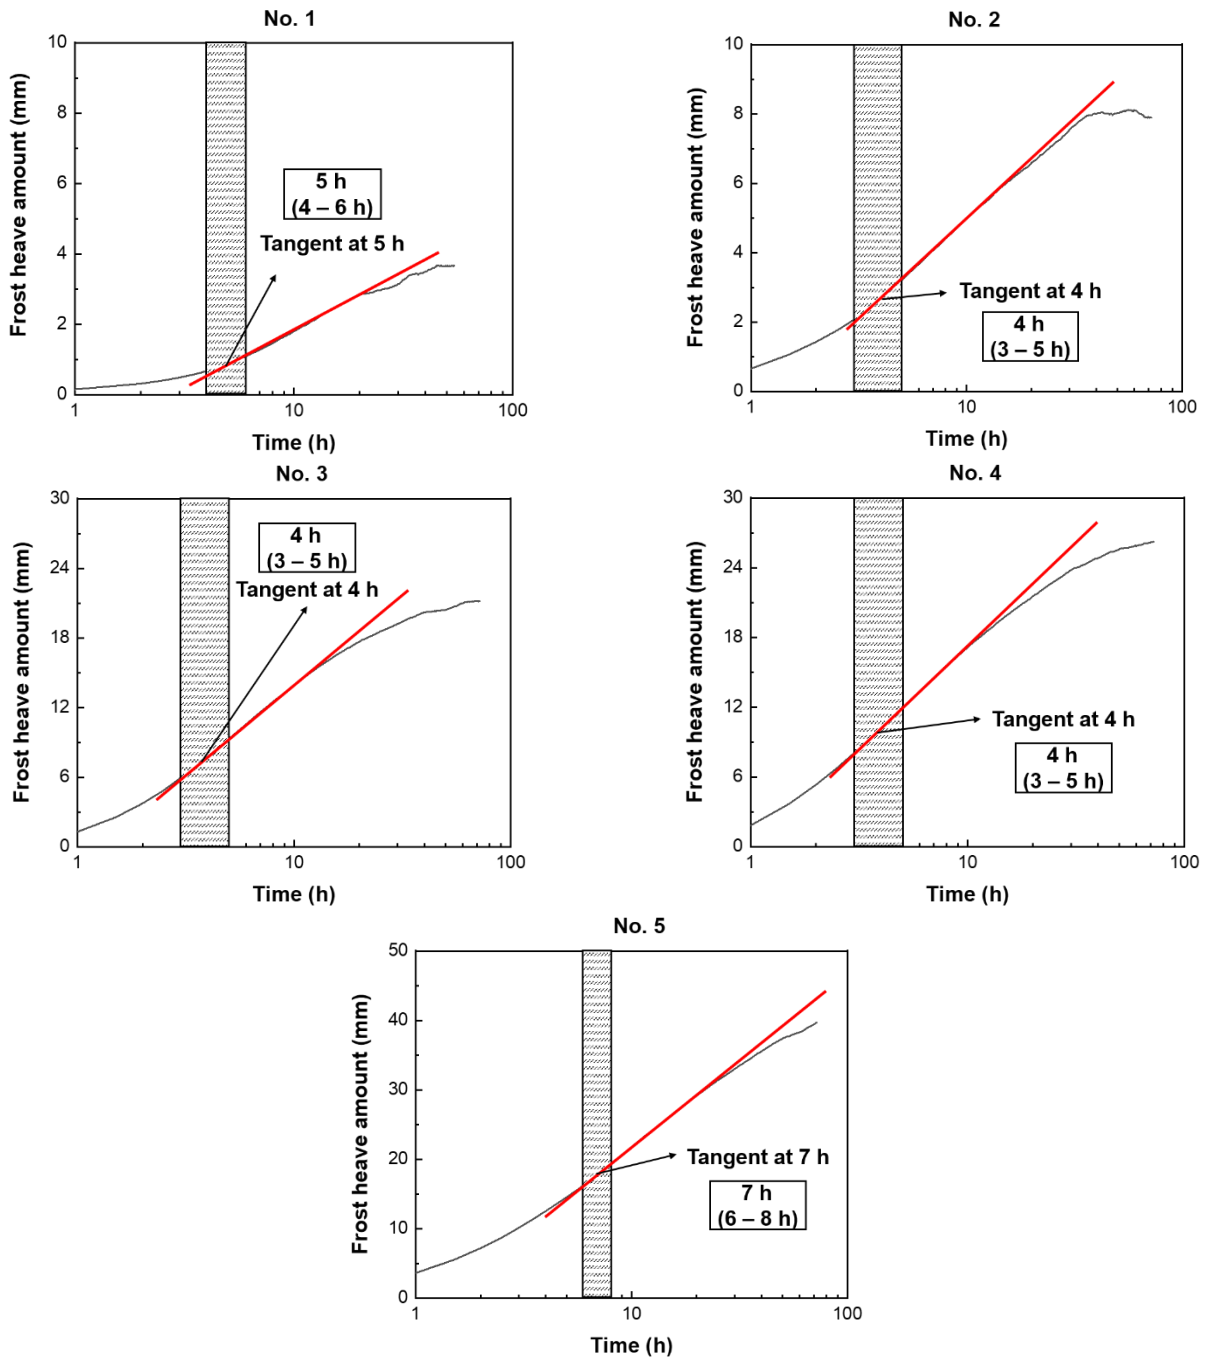 No. 1
Frost heave amount (mm)
10
8
6
4
2
0
5 h
(4 – 6 h)
Tangent at 5 h
1
10
100
Time (h)
No. 2
Frost heave amount (mm)
10
8
6
4
2
0
Tangent at 4 h
4 h
(3 – 5 h)
1
10
100
Time (h)
No. 3
Frost heave amount (mm)
30
24
18
12
6
0
4 h
(3 – 5 h)
Tangent at 4 h
1
10
100
Time (h)
No. 4
Frost heave amount (mm)
30
24
18
12
6
0
Tangent at 4 h
4 h
(3 – 5 h)
1
10
100
Time (h)
No. 5
Frost heave amount (mm)
50
40
30
20
10
0
Tangent at 7 h
7 h
(6 – 8 h)
1
10
100
Time (h)